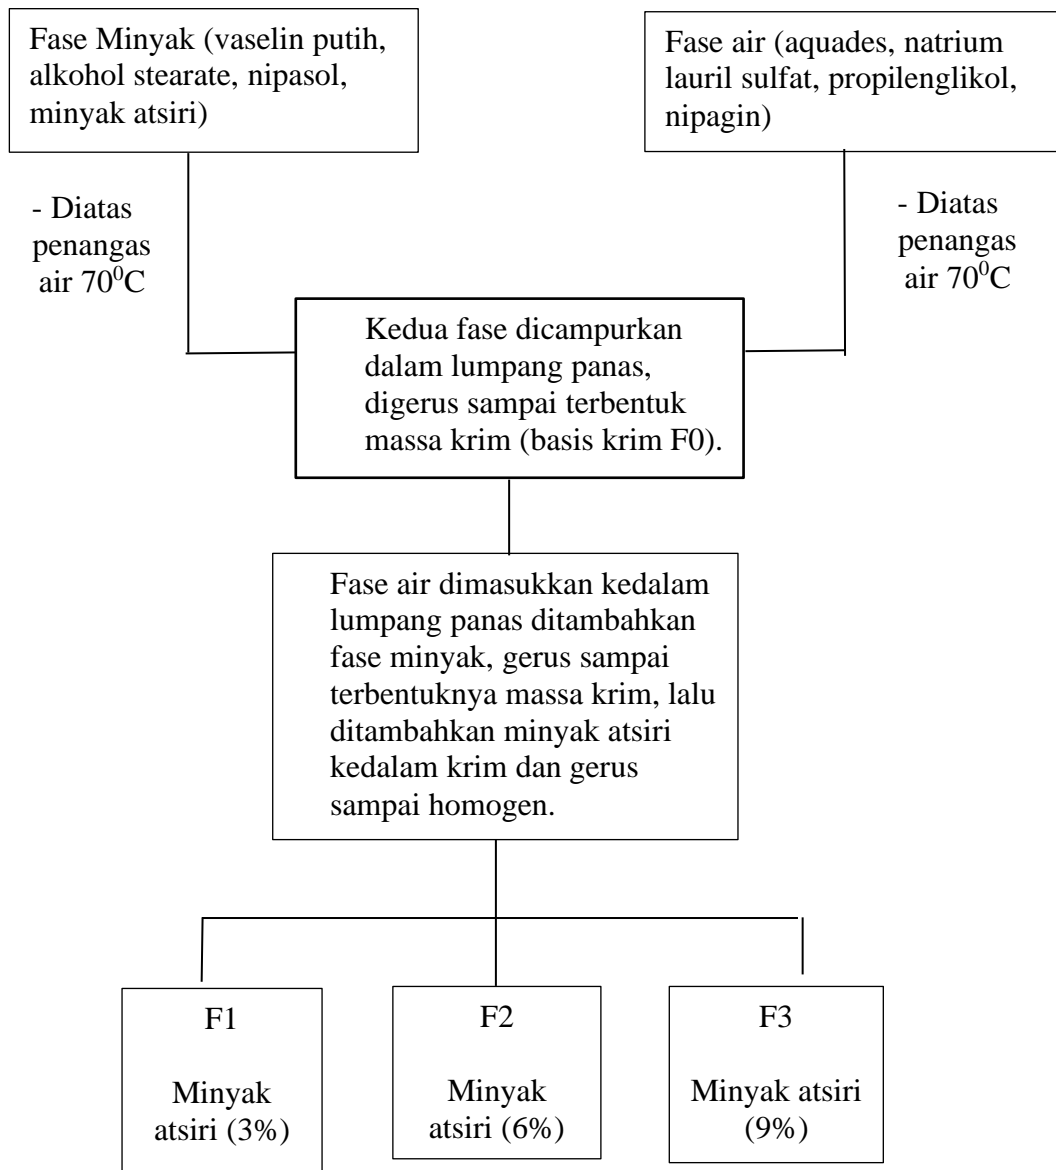 Fase Minyak (vaselin putih,
alkohol stearate, nipasol,
minyak atsiri)
Fase air (aquades, natrium
lauril sulfat, propilenglikol,
nipagin)
- Diatas
penangas
air 70⁰C
- Diatas
penangas
air 70⁰C
Kedua fase dicampurkan
dalam lumpang panas,
digerus sampai terbentuk
massa krim (basis krim F0).
Fase air dimasukkan kedalam
lumpang panas ditambahkan
fase minyak, gerus sampai
terbentuknya massa krim, lalu
ditambahkan minyak atsiri
kedalam krim dan gerus
sampai homogen.
F1
Minyak
atsiri (3%)
F2
Minyak
atsiri (6%)
F3
Minyak atsiri
(9%)